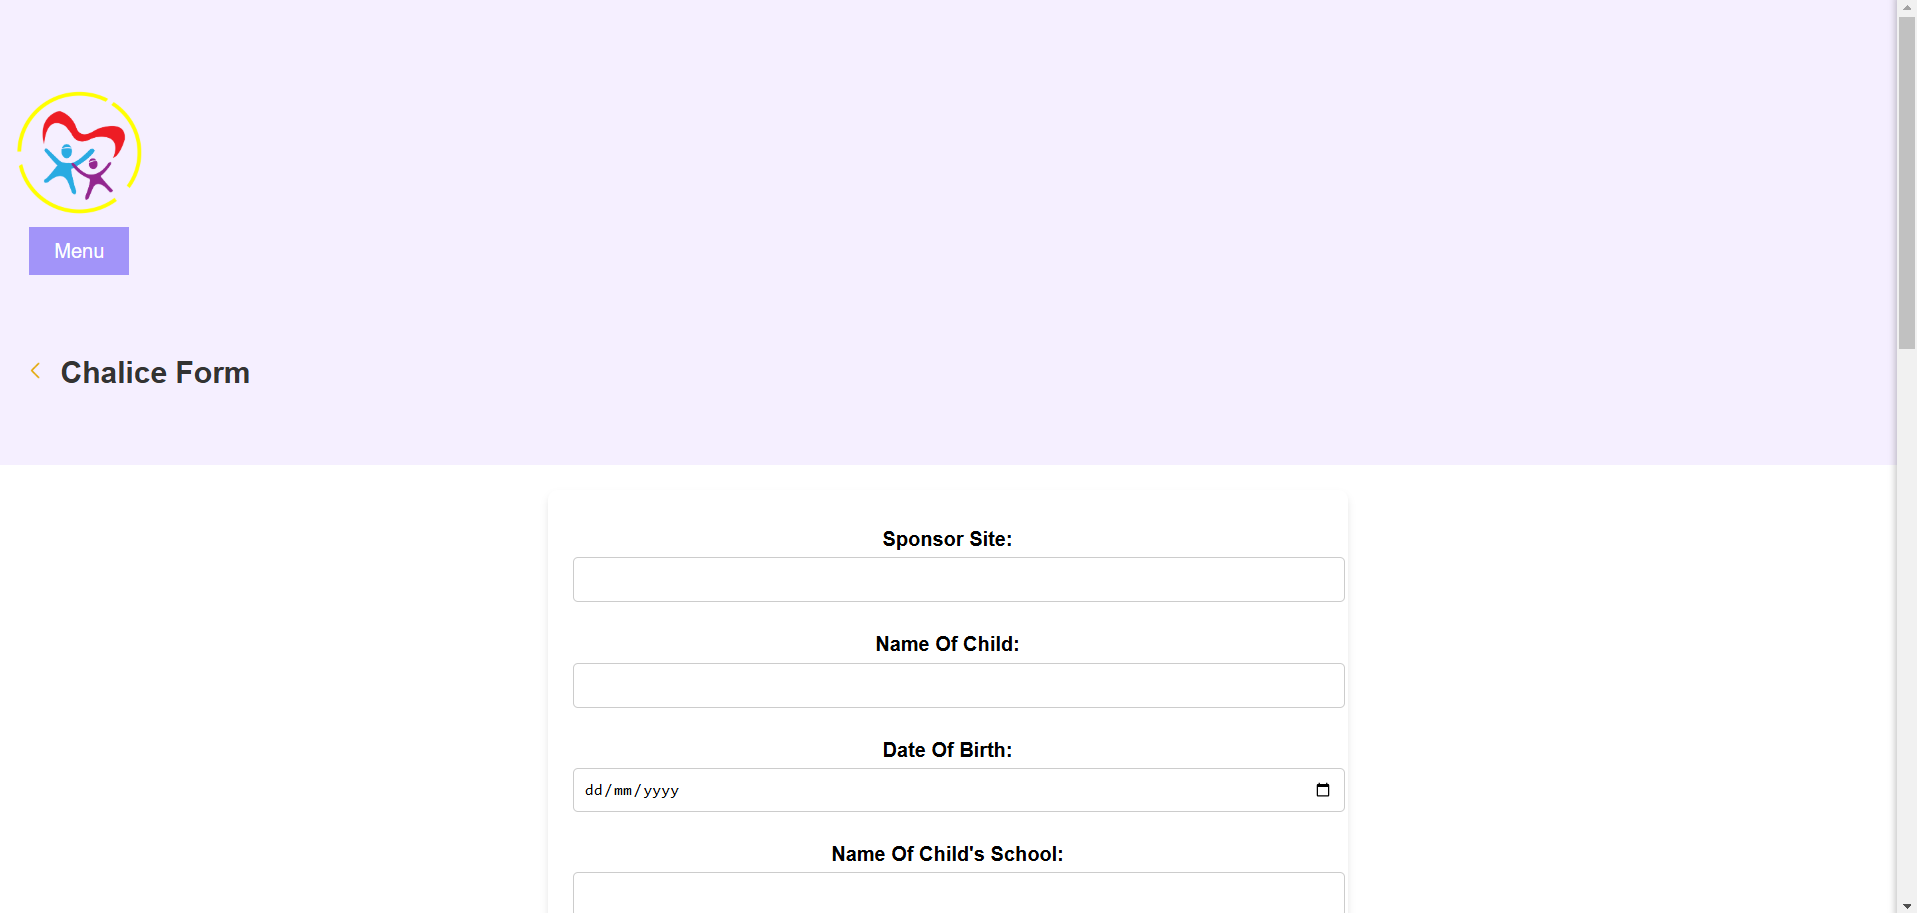 Menu
Chalice Form
Sponsor Site:
Name Of Child:
Date Of Birth:
dd/mm/yyyy
Name Of Child's School: